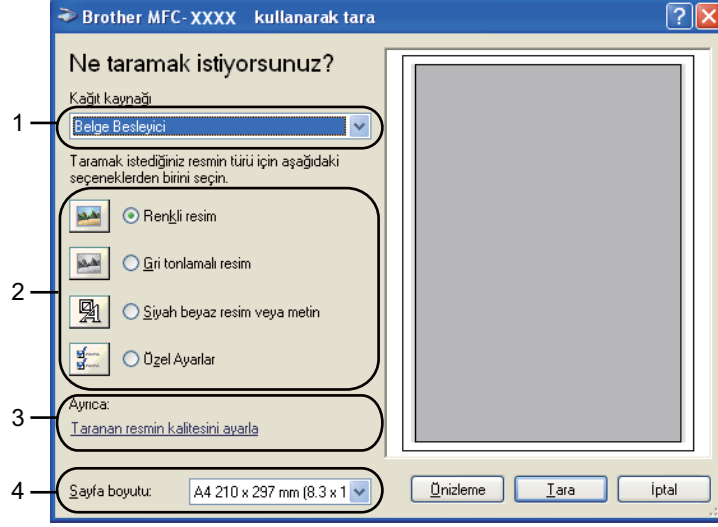 Brother MFC-XXXX kullanarak tara
Ne taramak istiyorsunuz?
Kağıt kaynağı
1
Belge Besleyici
Taramak istediğiniz resmin türü için aşağıdaki
seçeneklerden birini seçin.
Renkli resim
Gri tonlamalı resim
2
Siyah beyaz resim veya metin
Özel Ayarlar
Ayrıca:
3
Taranan resmin kalitesini ayarla
4
Sayfa boyutu: A4 210 x 297 mm (8.3 x 1
Önizleme Tara İptal